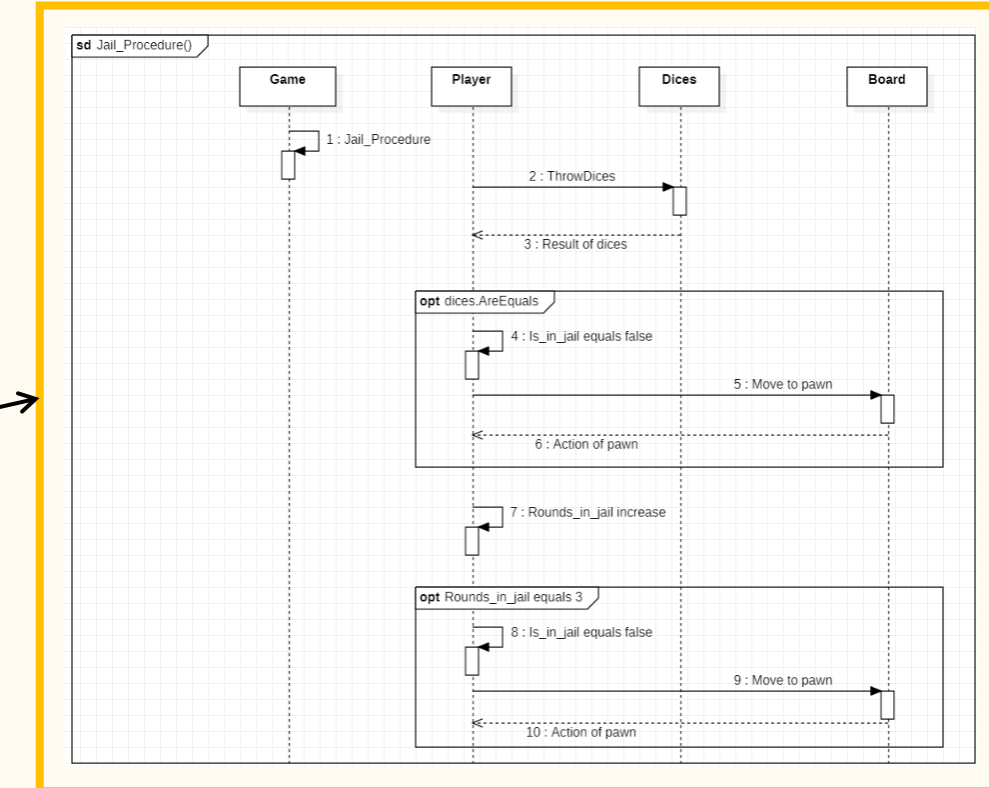 sd Jail_Procedure()
Game
Player
Dices
Board
1 : Jail_Procedure
2 : ThrowDices
3 : Result of dices
opt dices.AreEquals
4 : Is_in_jail equals false
5 : Move to pawn
6 : Action of pawn
7 : Rounds_in_jail increase
opt Rounds_in_jail equals 3
8 : Is_in_jail equals false
9 : Move to pawn
10 : Action of pawn